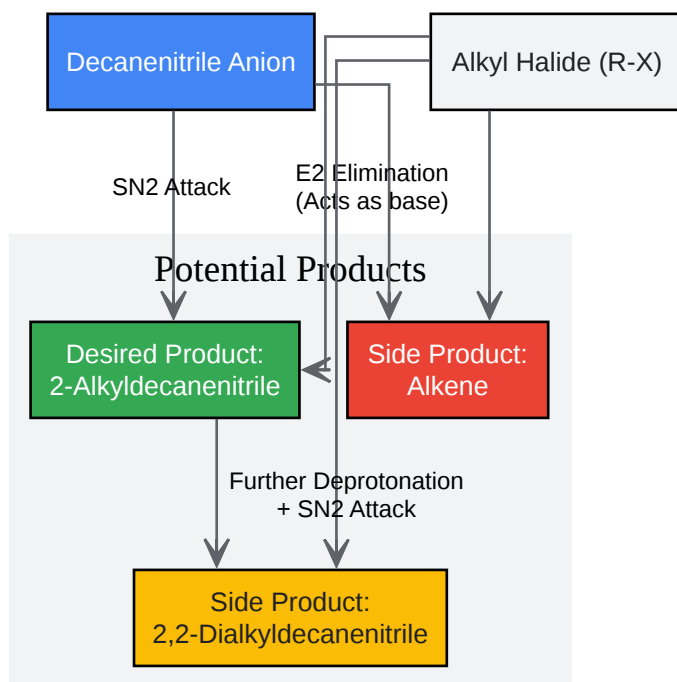 Decanenitrile Anion
Alkyl Halide (R-X)
SN2 Attack
E2 Elimination
(Acts as base)
Potential Products
Desired Product:
2-Alkyldecanenitrile
Side Product:
Alkene
Further Deprotonation
+ SN2 Attack
Side Product:
2,2-Dialkyldecanenitrile